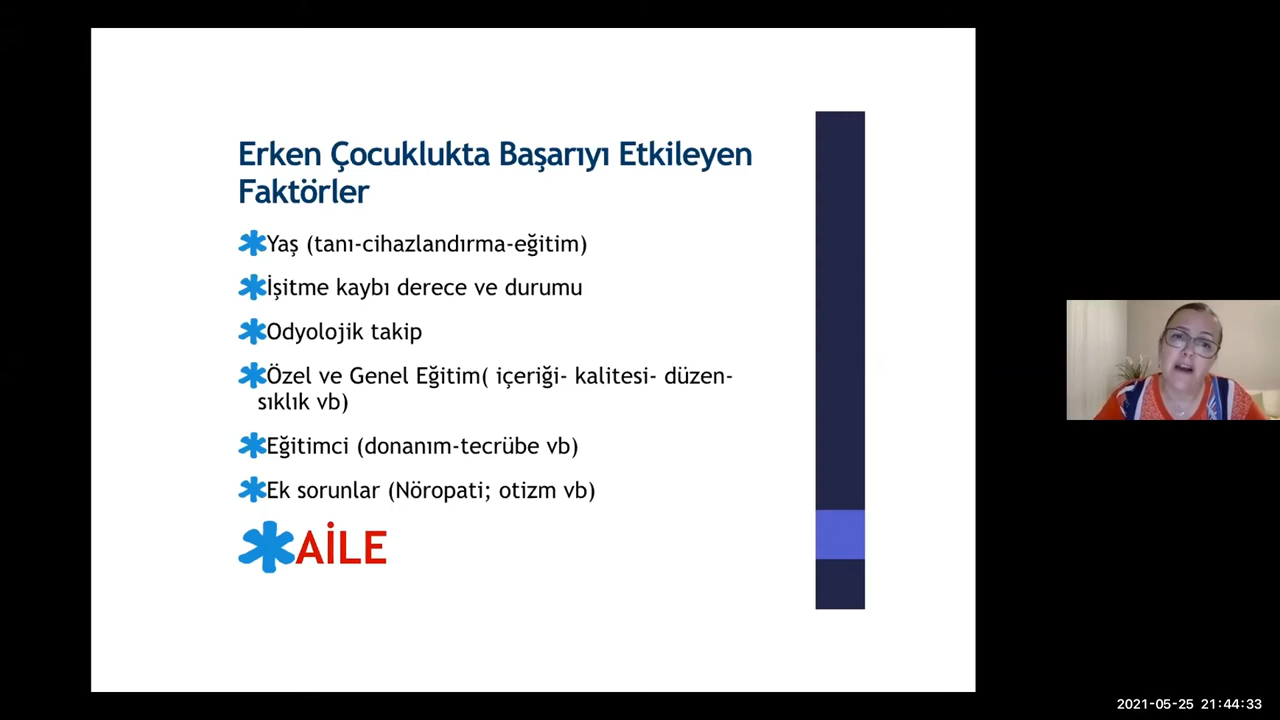 Erken Çocuklukta Başarıyı Etkileyen
Faktörler
Yaş (tanı-cihazlandırma-eğitim)
İşitme kaybı derece ve durumu
Odyolojik takip
Özel ve Genel Eğitim( içeriği- kalitesi- düzen-
sıklık vb)
Eğitimci (donanım-tecrübe vb)
Ek sorunlar (Nöropati; otizm vb)
AİLE
2021-05-25 21:44:33